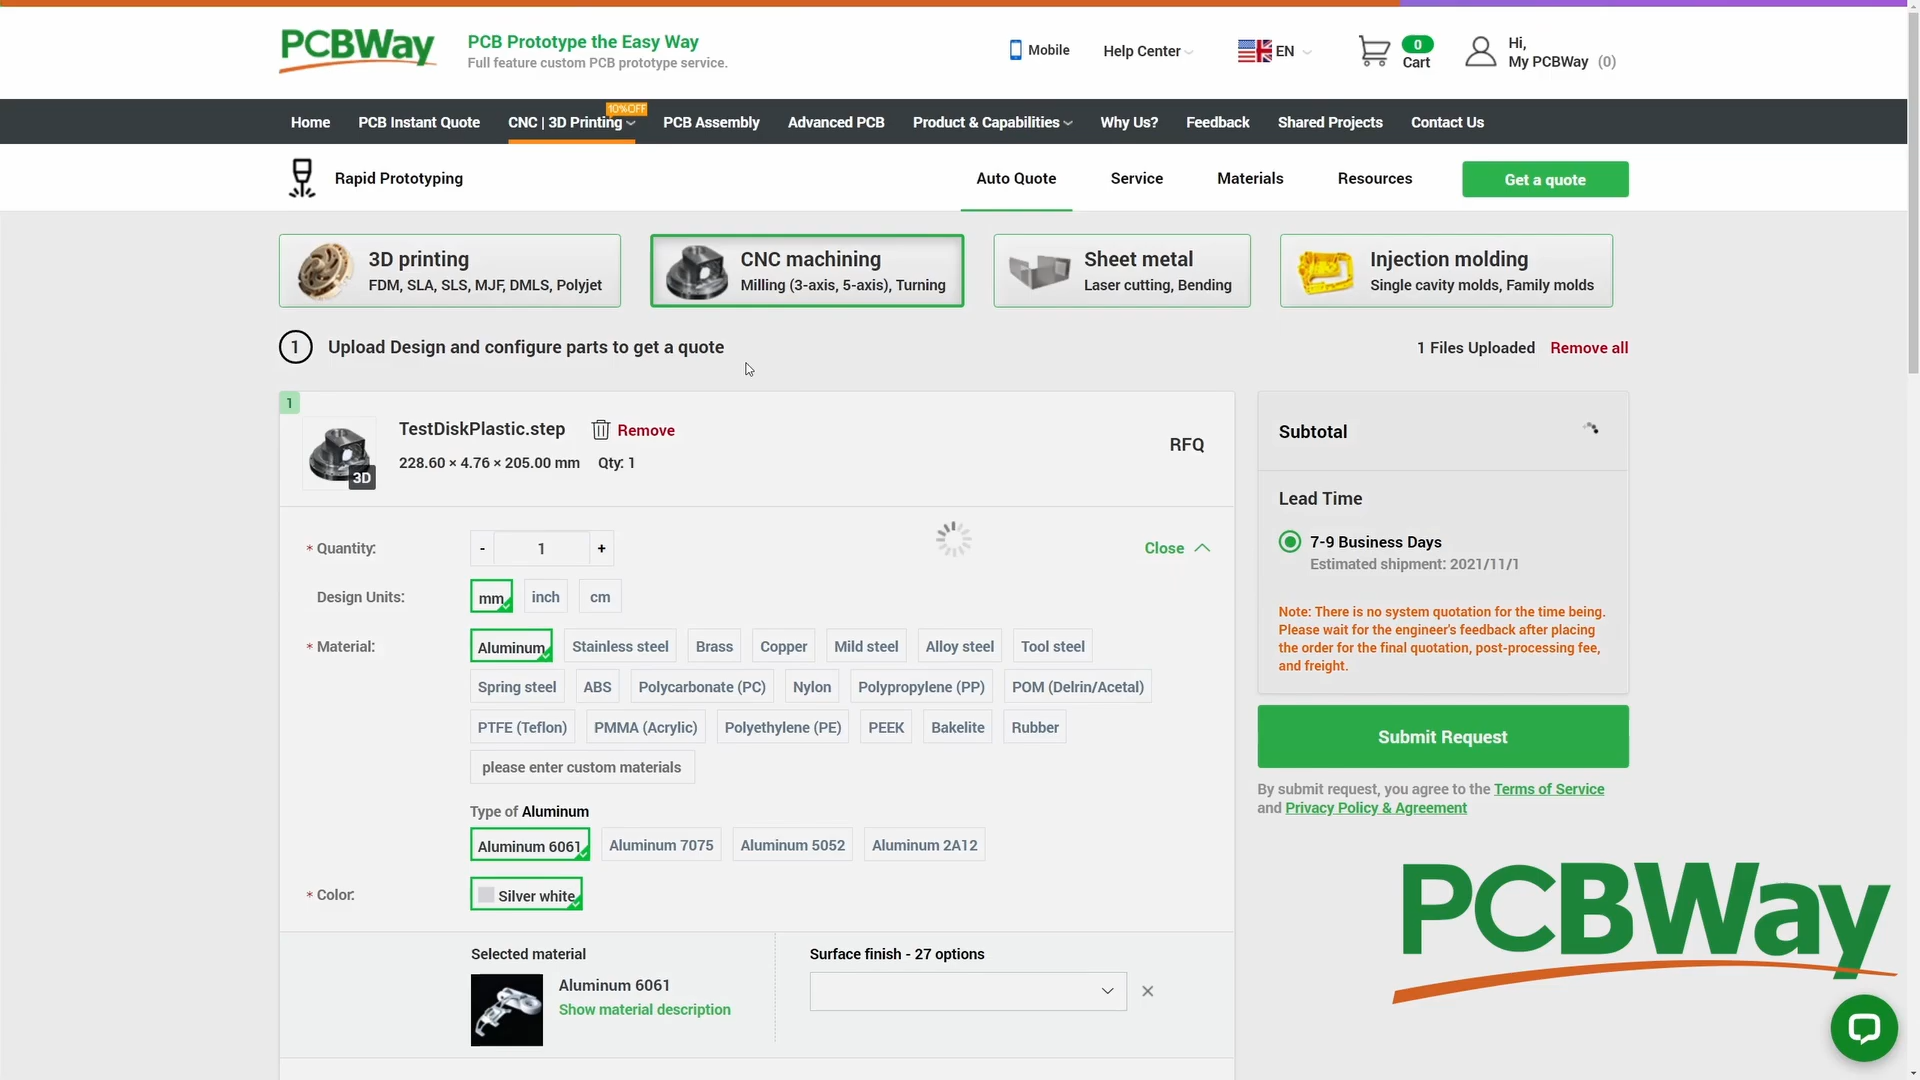 PCBWay
PCB Prototype the Easy Way
Full feature custom PCB prototype service.
Mobile
Help Center
EN
0
Cart
Hi,
My PCBWay (0)
10%OFF
Home PCB Instant Quote CNC | 3D Printing PCB Assembly Advanced PCB Product & Capabilities Why Us? Feedback Shared Projects Contact Us
Rapid Prototyping
Auto Quote Service Materials Resources Get a quote
3D printing
FDM, SLA, SLS, MJF, DMLS, Polyjet
CNC machining
Milling (3-axis, 5-axis), Turning
Sheet metal
Laser cutting, Bending
Injection molding
Single cavity molds, Family molds
1 Upload Design and configure parts to get a quote
1 Files Uploaded Remove all
1
TestDiskPlastic.step Remove
228.60 × 4.76 × 205.00 mm Qty: 1
3D
RFQ
* Quantity: - 1 + Close
Design Units: mm inch cm
* Material: Aluminum Stainless steel Brass Copper Mild steel Alloy steel Tool steel
Spring steel ABS Polycarbonate (PC) Nylon Polypropylene (PP) POM (Delrin/Acetal)
PTFE (Teflon) PMMA (Acrylic) Polyethylene (PE) PEEK Bakelite Rubber
please enter custom materials
Type of Aluminum
Aluminum 6061 Aluminum 7075 Aluminum 5052 Aluminum 2A12
* Color: Silver white
Selected material
Aluminum 6061
Show material description
Surface finish - 27 options
Subtotal
Lead Time
7-9 Business Days
Estimated shipment: 2021/11/1
Note: There is no system quotation for the time being.
Please wait for the engineer's feedback after placing
the order for the final quotation, post-processing fee,
and freight.
Submit Request
By submit request, you agree to the Terms of Service
and Privacy Policy & Agreement
PCBWay